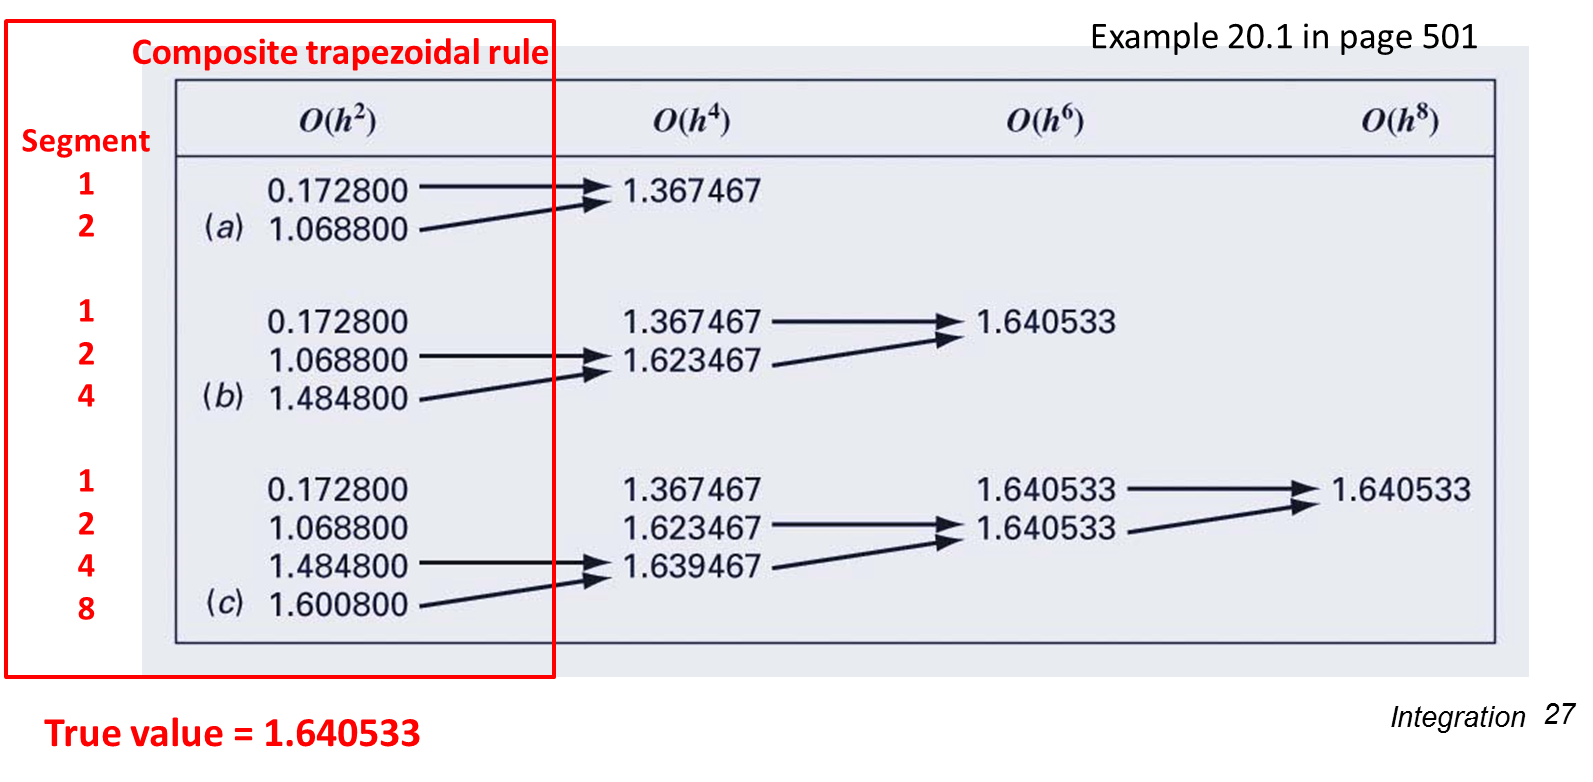 Example 20.1 in page 501
Composite trapezoidal rule
Segment O(h²) O(h⁴) O(h⁶) O(h⁸)
1 0.172800 1.367467
2 (a) 1.068800
1 0.172800 1.367467 1.640533
2 1.068800 1.623467
4 (b) 1.484800
1 0.172800 1.367467 1.640533 1.640533
2 1.068800 1.623467 1.640533
4 1.484800 1.639467
8 (c) 1.600800
True value = 1.640533
Integration 27